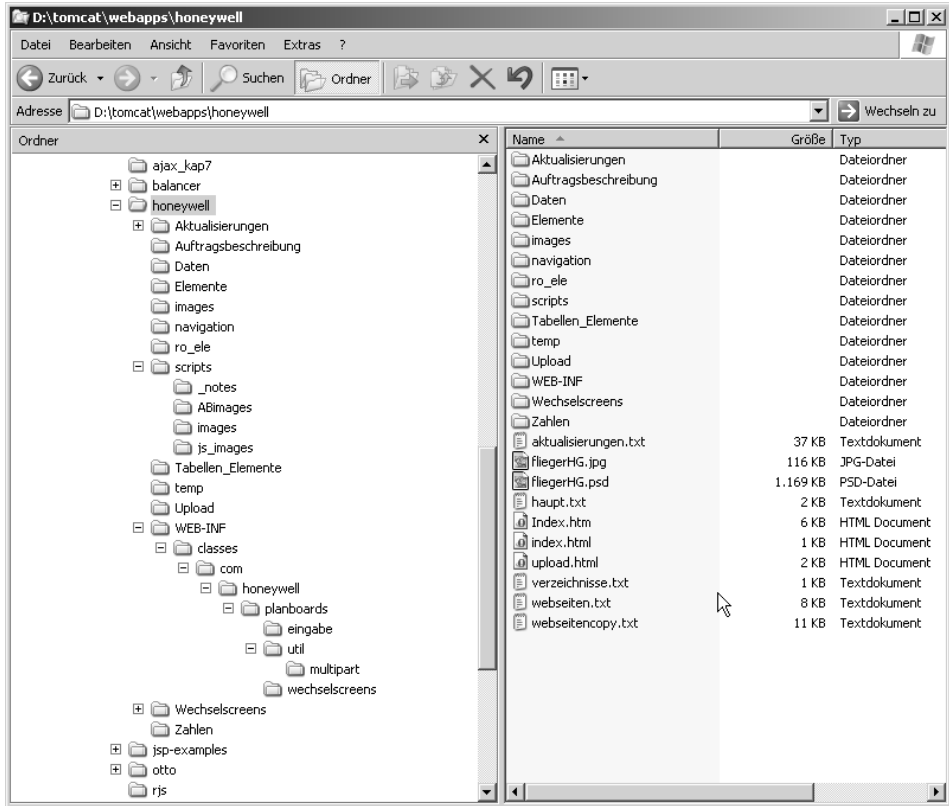 D:\tomcat\webapps\honeywell
Datei Bearbeiten Ansicht Favoriten Extras ?
Zurück Suchen Ordner
Adresse D:\tomcat\webapps\honeywell Wechseln zu
Ordner
ajax_kap7
balancer
honeywell
Aktualisierungen
Auftragsbeschreibung
Daten
Elemente
images
navigation
ro_ele
scripts
_notes
ABimages
images
js_images
Tabellen_Elemente
temp
Upload
WEB-INF
classes
com
honeywell
planboards
eingabe
util
multipart
wechselscreens
Wechselscreens
Zahlen
jsp-examples
otto
rjs
Name Größe Typ
Aktualisierungen Dateiordner
Auftragsbeschreibung Dateiordner
Daten Dateiordner
Elemente Dateiordner
images Dateiordner
navigation Dateiordner
ro_ele Dateiordner
scripts Dateiordner
Tabellen_Elemente Dateiordner
temp Dateiordner
Upload Dateiordner
WEB-INF Dateiordner
Wechselscreens Dateiordner
Zahlen Dateiordner
aktualisierungen.txt 37 KB Textdokument
fliegerHG.jpg 116 KB JPG-Datei
fliegerHG.psd 1.169 KB PSD-Datei
haupt.txt 2 KB Textdokument
Index.htm 6 KB HTML Document
index.html 1 KB HTML Document
upload.html 2 KB HTML Document
verzeichnisse.txt 1 KB Textdokument
webseiten.txt 8 KB Textdokument
webseitencopy.txt 11 KB Textdokument